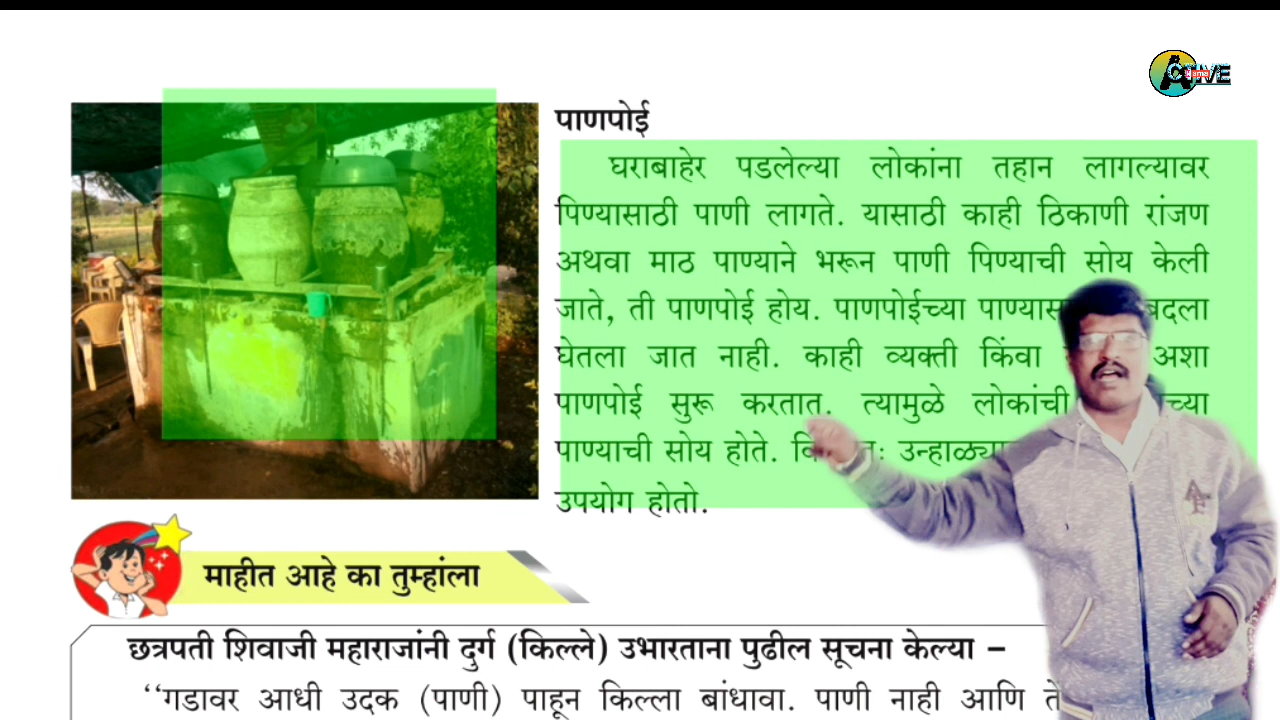 पाणपोई
घराबाहेर पडलेल्या लोकांना तहान लागल्यावर
पिण्यासाठी पाणी लागते. यासाठी काही ठिकाणी रांजण
अथवा माठ पाण्याने भरून पाणी पिण्याची सोय केली
जाते, ती पाणपोई होय. पाणपोईच्या बदला
घेतला जात नाही. काही व्यक्ती किंवा अशा
पाणपोई सुरू करतात. त्यामुळे लोकांची
पाण्याची सोय होते.
उपयोग होतो.
माहीत आहे का तुम्हांला
छत्रपती शिवाजी महाराजांनी दुर्ग (किल्ले) उभारताना पुढील सूचना केल्या –
“गडावर आधी उदक (पाणी) पाहून किल्ला बांधावा. पाणी नाही आणि